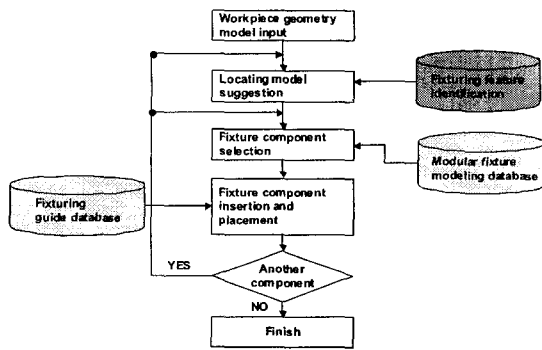 Workpiece geometry
model input
Locating model
suggestion
Fixturing feature
identification
Fixture component
selection
Modular fixture
modeling database
Fixture component
insertion and
placement
Fixturing
guide database
YES
Another
component
NO
Finish